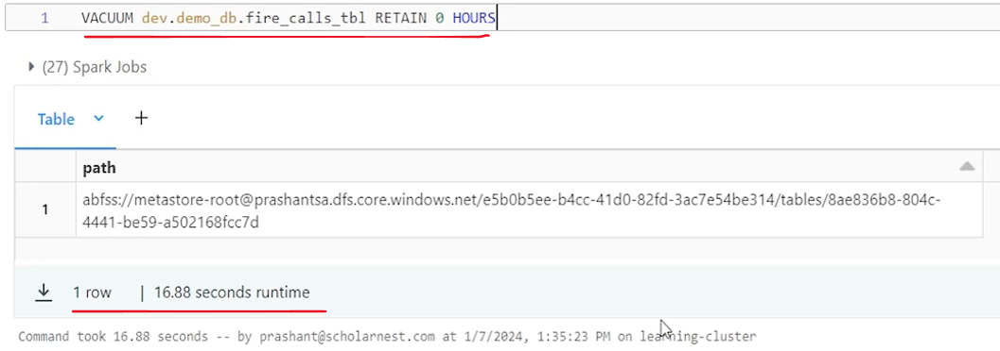 1 VACUUM dev.demo_db.fire_calls_tbl RETAIN 0 HOURS
(27) Spark Jobs
Table +
path
1 abfss://metastore-root@prashantsa.dfs.core.windows.net/e5b0b5ee-b4cc-41d0-82fd-3ac7e54be314/tables/8ae836b8-804c-
4441-be59-a502168fcc7d
1 row | 16.88 seconds runtime
Command took 16.88 seconds -- by prashant@scholarnest.com at 1/7/2024, 1:35:23 PM on learning-cluster